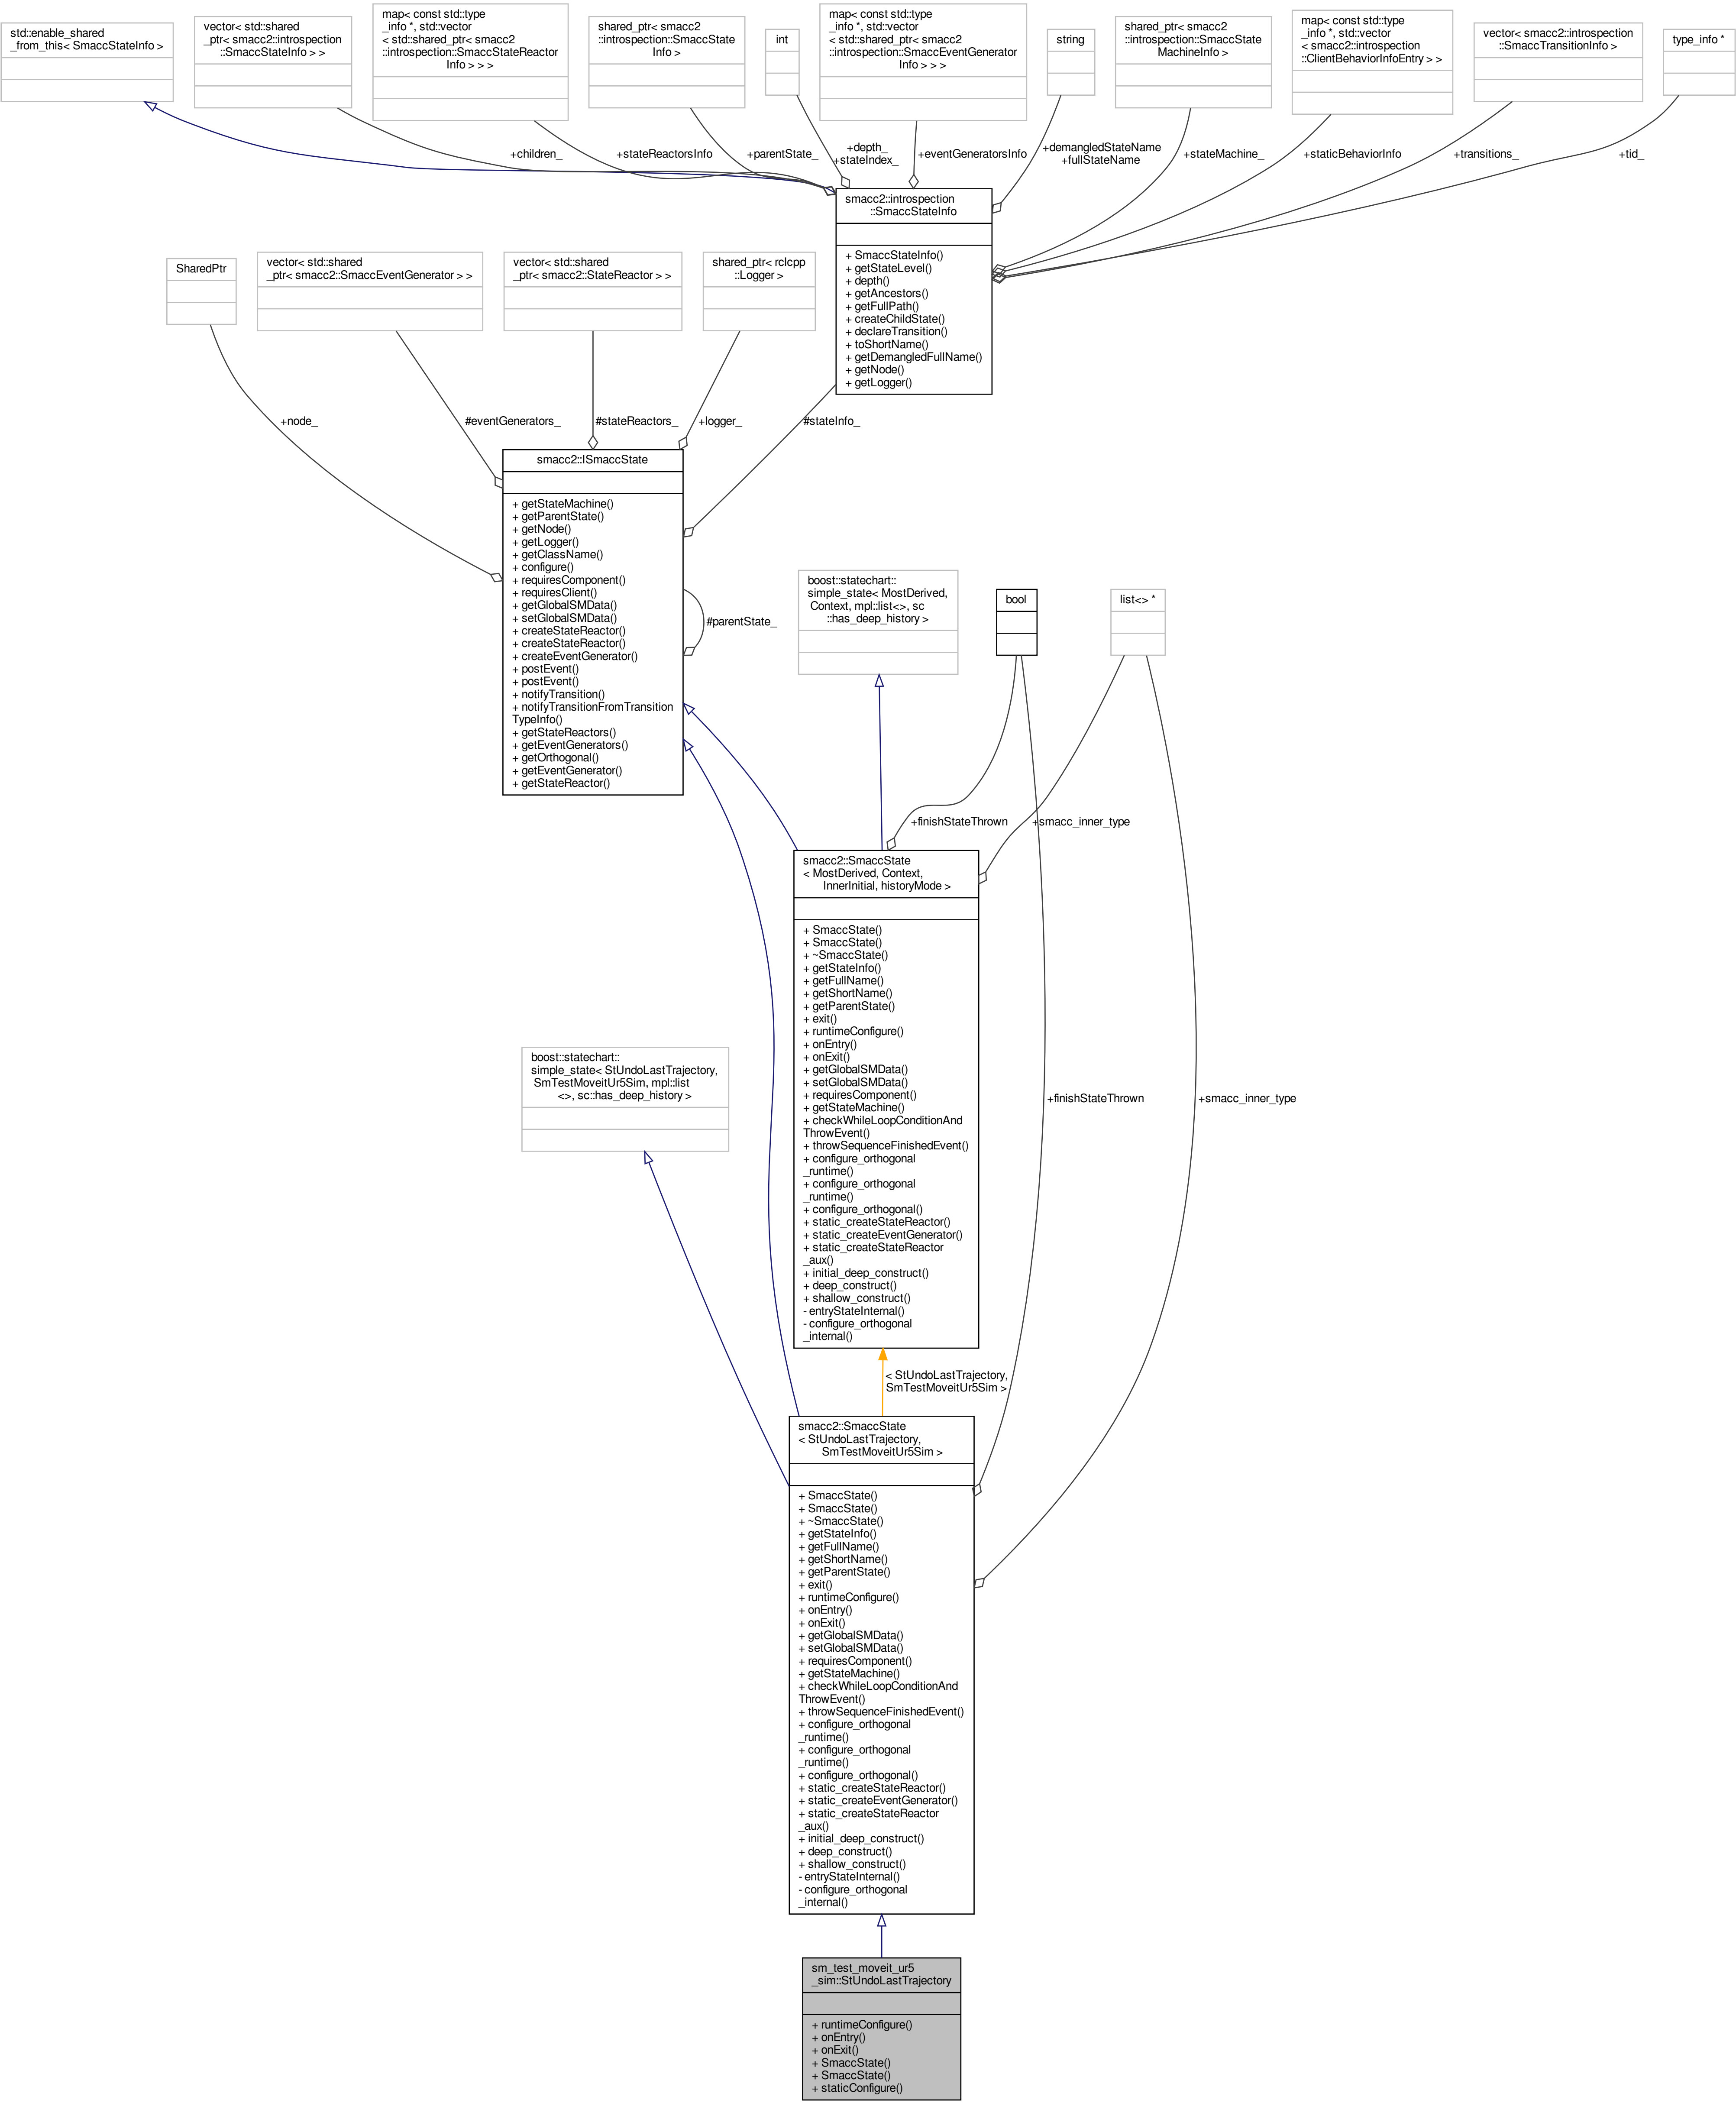 std::enable_shared
_from_this< SmaccStateInfo >
vector< std::shared
_ptr< smacc2::introspection
::SmaccStateInfo > >
map< const std::type
_info *, std::vector
< std::shared_ptr< smacc2
::introspection::SmaccStateReactor
Info > > >
shared_ptr< smacc2
::introspection::SmaccState
Info >
int
map< const std::type
_info *, std::vector
< std::shared_ptr< smacc2
::introspection::SmaccEventGenerator
Info > > >
string
shared_ptr< smacc2
::introspection::SmaccState
MachineInfo >
map< const std::type
_info *, std::vector
< smacc2::introspection
::ClientBehaviorInfoEntry > >
vector< smacc2::introspection
::SmaccTransitionInfo >
type_info *
+children_
+stateReactorsInfo
+parentState_
+depth_
+stateIndex_
+eventGeneratorsInfo
+demangledStateName
+fullStateName
+stateMachine_
+staticBehaviorInfo
+transitions_
+tid_
smacc2::introspection
::SmaccStateInfo
+ SmaccStateInfo()
+ getStateLevel()
+ depth()
+ getAncestors()
+ getFullPath()
+ createChildState()
+ declareTransition()
+ toShortName()
+ getDemangledFullName()
+ getNode()
+ getLogger()
SharedPtr
vector< std::shared
_ptr< smacc2::SmaccEventGenerator > >
vector< std::shared
_ptr< smacc2::StateReactor > >
shared_ptr< rclcpp
::Logger >
+node_
#eventGenerators_
#stateReactors_
+logger_
#stateInfo_
smacc2::ISmaccState
+ getStateMachine()
+ getParentState()
+ getNode()
+ getLogger()
+ getClassName()
+ configure()
+ requiresComponent()
+ requiresClient()
+ getGlobalSMData()
+ setGlobalSMData()
+ createStateReactor()
+ createStateReactor()
+ createEventGenerator()
+ postEvent()
+ postEvent()
+ notifyTransition()
+ notifyTransitionFromTransition
TypeInfo()
+ getStateReactors()
+ getEventGenerators()
+ getOrthogonal()
+ getEventGenerator()
+ getStateReactor()
#parentState_
boost::statechart::
simple_state< MostDerived,
Context, mpl::list<>, sc
::has_deep_history >
bool
list<> *
+finishStateThrown
+smacc_inner_type
smacc2::SmaccState
< MostDerived, Context,
InnerInitial, historyMode >
+ SmaccState()
+ SmaccState()
+ ~SmaccState()
+ getStateInfo()
+ getFullName()
+ getShortName()
+ getParentState()
+ exit()
+ runtimeConfigure()
+ onEntry()
+ onExit()
+ getGlobalSMData()
+ setGlobalSMData()
+ requiresComponent()
+ getStateMachine()
+ checkWhileLoopConditionAnd
ThrowEvent()
+ throwSequenceFinishedEvent()
+ configure_orthogonal
_runtime()
+ configure_orthogonal
_runtime()
+ configure_orthogonal()
+ static_createStateReactor()
+ static_createEventGenerator()
+ static_createStateReactor
_aux()
+ initial_deep_construct()
+ deep_construct()
+ shallow_construct()
- entryStateInternal()
- configure_orthogonal
_internal()
boost::statechart::
simple_state< StUndoLastTrajectory,
SmTestMoveitUr5Sim, mpl::list
<>, sc::has_deep_history >
+finishStateThrown
+smacc_inner_type
< StUndoLastTrajectory,
SmTestMoveitUr5Sim >
smacc2::SmaccState
< StUndoLastTrajectory,
SmTestMoveitUr5Sim >
+ SmaccState()
+ SmaccState()
+ ~SmaccState()
+ getStateInfo()
+ getFullName()
+ getShortName()
+ getParentState()
+ exit()
+ runtimeConfigure()
+ onEntry()
+ onExit()
+ getGlobalSMData()
+ setGlobalSMData()
+ requiresComponent()
+ getStateMachine()
+ checkWhileLoopConditionAnd
ThrowEvent()
+ throwSequenceFinishedEvent()
+ configure_orthogonal
_runtime()
+ configure_orthogonal
_runtime()
+ configure_orthogonal()
+ static_createStateReactor()
+ static_createEventGenerator()
+ static_createStateReactor
_aux()
+ initial_deep_construct()
+ deep_construct()
+ shallow_construct()
- entryStateInternal()
- configure_orthogonal
_internal()
sm_test_moveit_ur5
_sim::StUndoLastTrajectory
+ runtimeConfigure()
+ onEntry()
+ onExit()
+ SmaccState()
+ SmaccState()
+ staticConfigure()